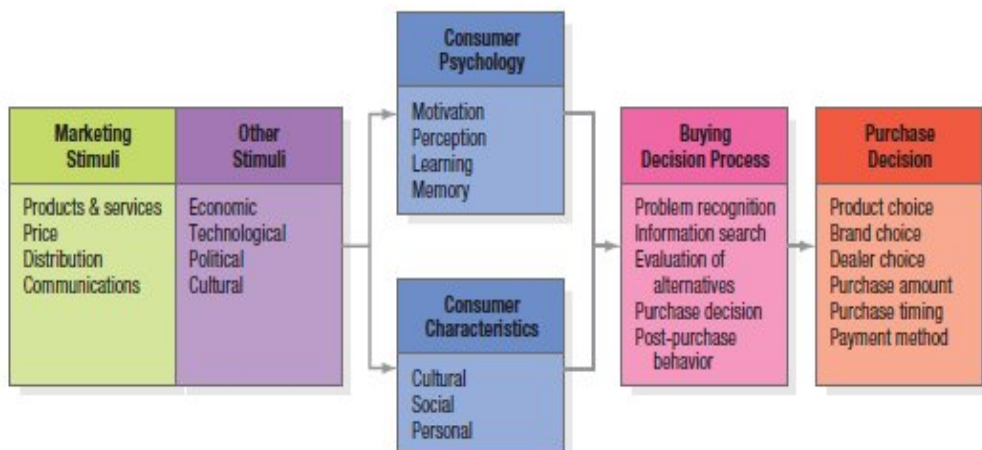 Marketing
Stimuli
Products & services
Price
Distribution
Communications
Other
Stimuli
Economic
Technological
Political
Cultural
Consumer
Psychology
Motivation
Perception
Learning
Memory
Consumer
Characteristics
Cultural
Social
Personal
Buying
Decision Process
Problem recognition
Information search
Evaluation of
alternatives
Purchase decision
Post-purchase
behavior
Purchase
Decision
Product choice
Brand choice
Dealer choice
Purchase amount
Purchase timing
Payment method